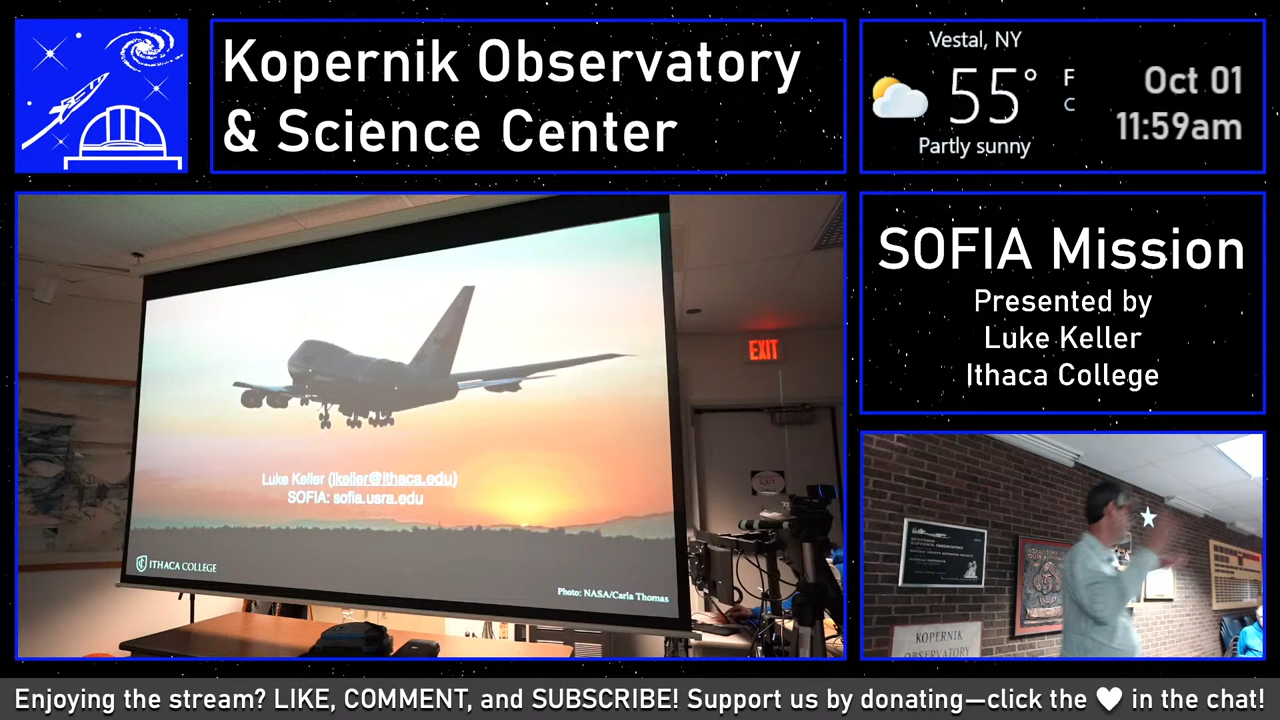 Kopernik Observatory
& Science Center
Vestal, NY
55° F
C
Partly sunny
Oct 01
11:59am
SOFIA Mission
Presented by
Luke Keller
Ithaca College
EXIT
Luke Keller (lkeller@ithaca.edu)
SOFIA: sofia.usra.edu
ITHACA COLLEGE
Photo: NASA/Carla Thomas
KOPERNIK
OBSERVATORY
Enjoying the stream? LIKE, COMMENT, and SUBSCRIBE! Support us by donating—click the ♥ in the chat!